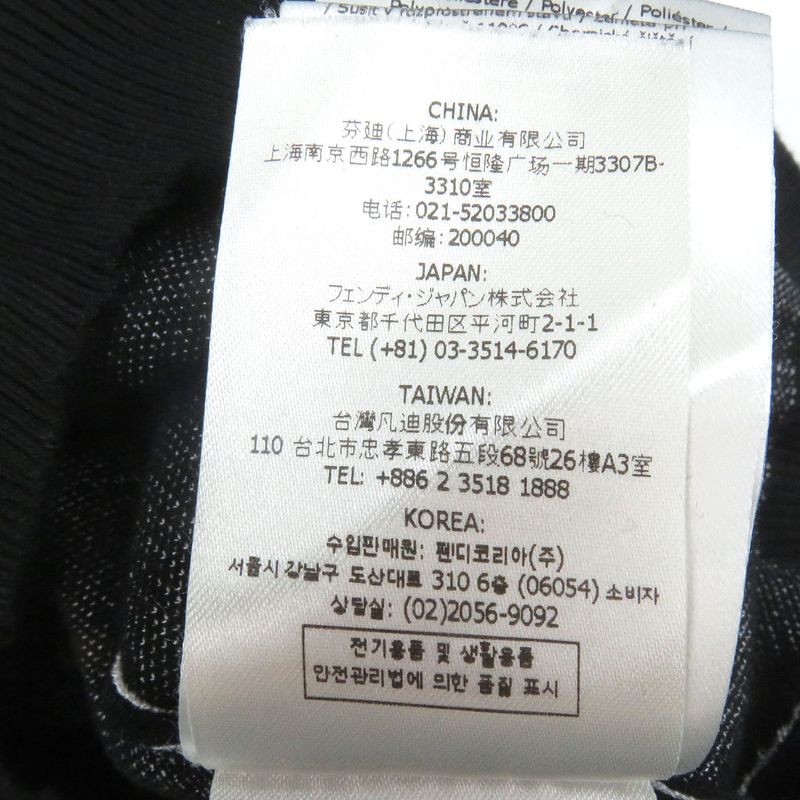 Polyester / Poliéster /
CHINA:
芬迪(上海)商业有限公司
上海南京西路1266号恒隆广场一期3307B-
3310室
电话: 021-52033800
邮编: 200040
JAPAN:
フェンディ・ジャパン株式会社
東京都千代田区平河町2-1-1
TEL (+81) 03-3514-6170
TAIWAN:
台灣凡迪股份有限公司
110 台北市忠孝東路五段68號26樓A3室
TEL: +886 2 3518 1888
KOREA:
수입판매원: 펜디코리아(주)
서울시 강남구 도산대로 310 6층 (06054) 소비자
상담실: (02)2056-9092
전기용품 및 생활용품
안전관리법에 의한 품질 표시